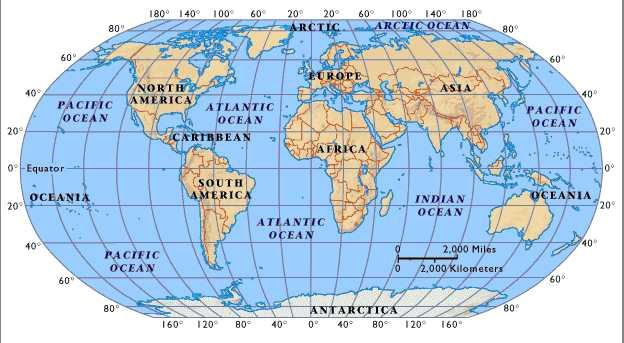 180° 140° 100° 60° 20° 20° 60° 100° 140° 180°
80° ARCTIC ARCTIC OCEAN 80°
60° EUROPE 60°
NORTH ASIA
40° AMERICA 40°
PACIFIC ATLANTIC PACIFIC
OCEAN OCEAN OCEAN
20° CARIBBEAN 20°
AFRICA
0° Equator 0°
SOUTH
OCEANIA AMERICA INDIAN OCEANIA
20° OCEAN 20°
ATLANTIC
OCEAN
40° 0 2,000 Miles 40°
PACIFIC
OCEAN 0 2,000 Kilometers
60° 60°
80° ANTARCTICA 80°
160° 120° 80° 40° 0° 40° 80° 120° 160°